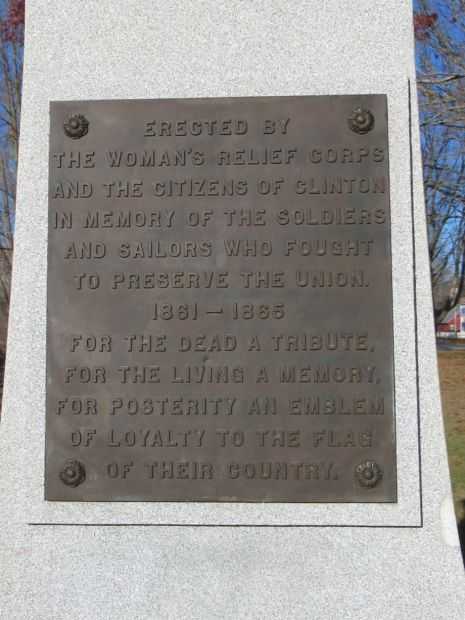 ERECTED BY
THE WOMAN'S RELIEF CORPS
AND THE CITIZENS OF CLINTON
IN MEMORY OF THE SOLDIERS
AND SAILORS WHO FOUGHT
TO PRESERVE THE UNION.
1861 — 1865
FOR THE DEAD A TRIBUTE,
FOR THE LIVING A MEMORY,
FOR POSTERITY AN EMBLEM
OF LOYALTY TO THE FLAG
OF THEIR COUNTRY.